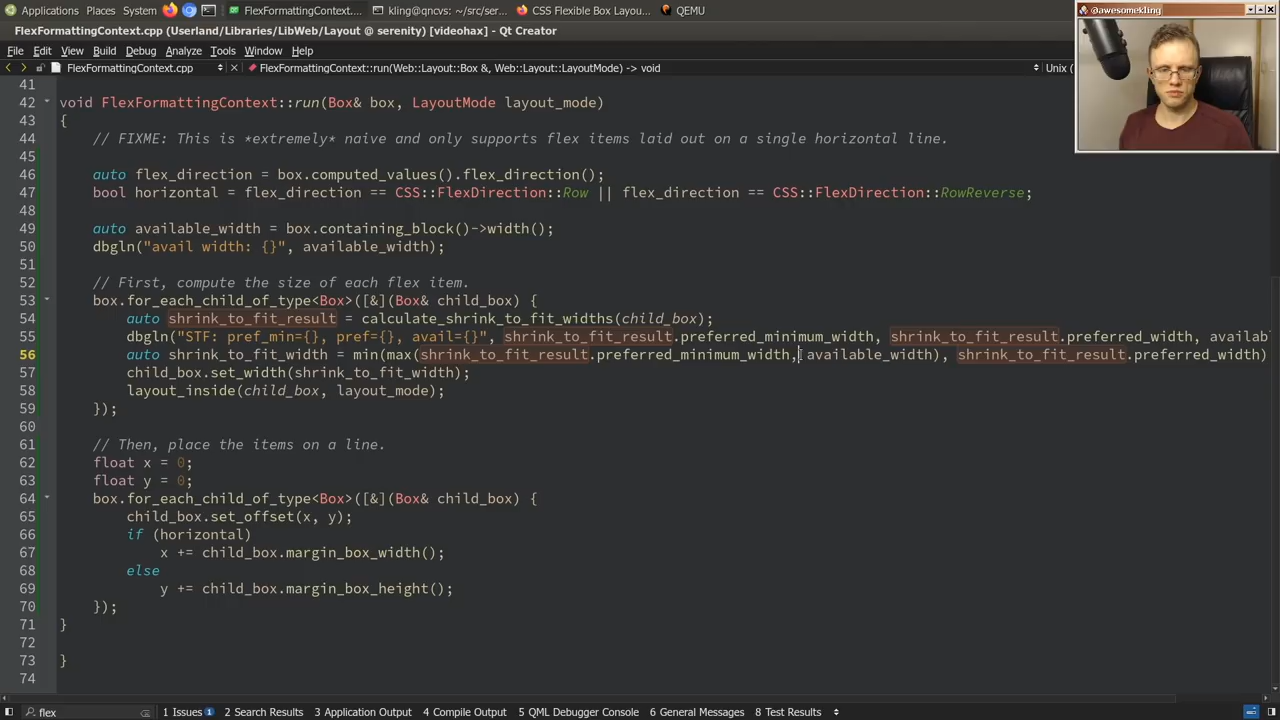 Applications Places System FlexFormattingContext.... kling@qncvs: ~/src/ser... CSS Flexible Box Layou... QEMU
@awesomekling
FlexFormattingContext.cpp (Userland/Libraries/LibWeb/Layout @ serenity) [videohax] - Qt Creator
File Edit View Build Debug Analyze Tools Window Help
FlexFormattingContext.cpp FlexFormattingContext::run(Web::Layout::Box &, Web::Layout::LayoutMode) -> void Unix (
41
42 void FlexFormattingContext::run(Box& box, LayoutMode layout_mode)
43 {
44 // FIXME: This is *extremely* naive and only supports flex items laid out on a single horizontal line.
45
46 auto flex_direction = box.computed_values().flex_direction();
47 bool horizontal = flex_direction == CSS::FlexDirection::Row || flex_direction == CSS::FlexDirection::RowReverse;
48
49 auto available_width = box.containing_block()->width();
50 dbgln("avail width: {}", available_width);
51
52 // First, compute the size of each flex item.
53 box.for_each_child_of_type<Box>([&](Box& child_box) {
54 auto shrink_to_fit_result = calculate_shrink_to_fit_widths(child_box);
55 dbgln("STF: pref_min={}, pref={}, avail={}", shrink_to_fit_result.preferred_minimum_width, shrink_to_fit_result.preferred_width, availab
56 auto shrink_to_fit_width = min(max(shrink_to_fit_result.preferred_minimum_width, available_width), shrink_to_fit_result.preferred_width)
57 child_box.set_width(shrink_to_fit_width);
58 layout_inside(child_box, layout_mode);
59 });
60
61 // Then, place the items on a line.
62 float x = 0;
63 float y = 0;
64 box.for_each_child_of_type<Box>([&](Box& child_box) {
65 child_box.set_offset(x, y);
66 if (horizontal)
67 x += child_box.margin_box_width();
68 else
69 y += child_box.margin_box_height();
70 });
71 }
72
73 }
74
flex 1 Issues 1 2 Search Results 3 Application Output 4 Compile Output 5 QML Debugger Console 6 General Messages 8 Test Results